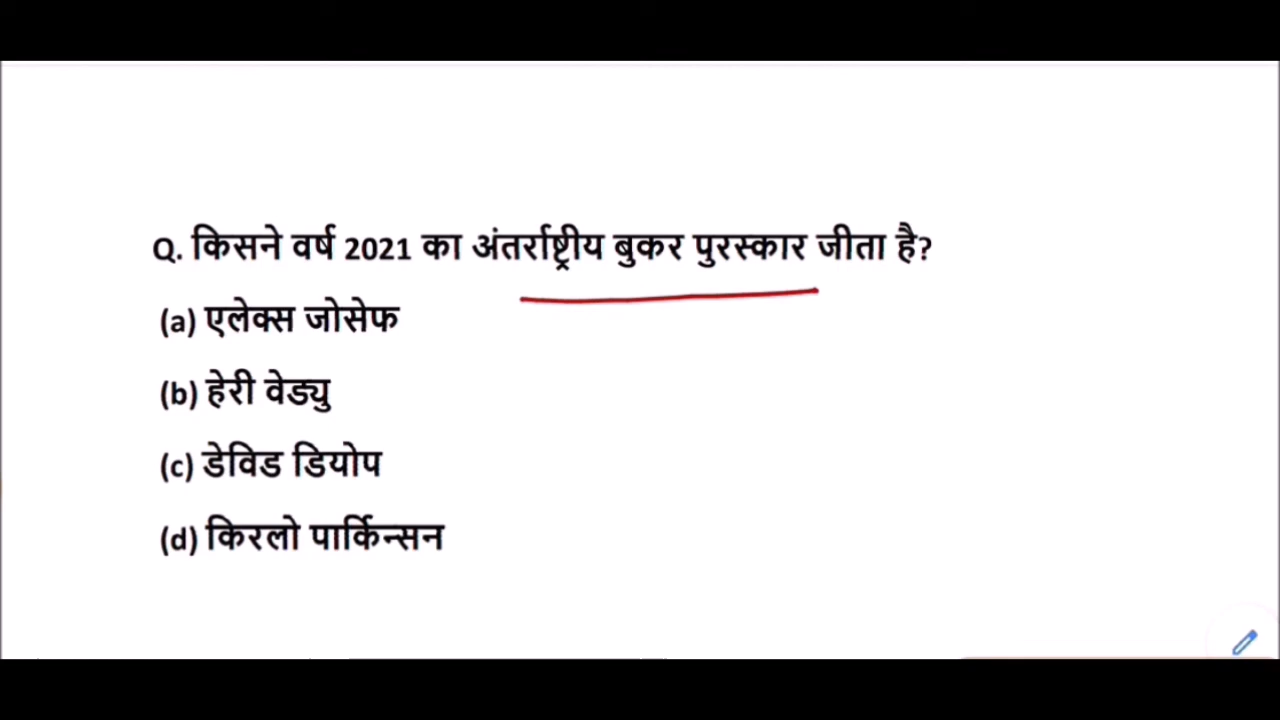 Q. किसने वर्ष 2021 का अंतर्राष्ट्रीय बुकर पुरस्कार जीता है?
(a) एलेक्स जोसेफ
(b) हेरी वेड्यु
(c) डेविड डियोप
(d) किरलो पार्किन्सन